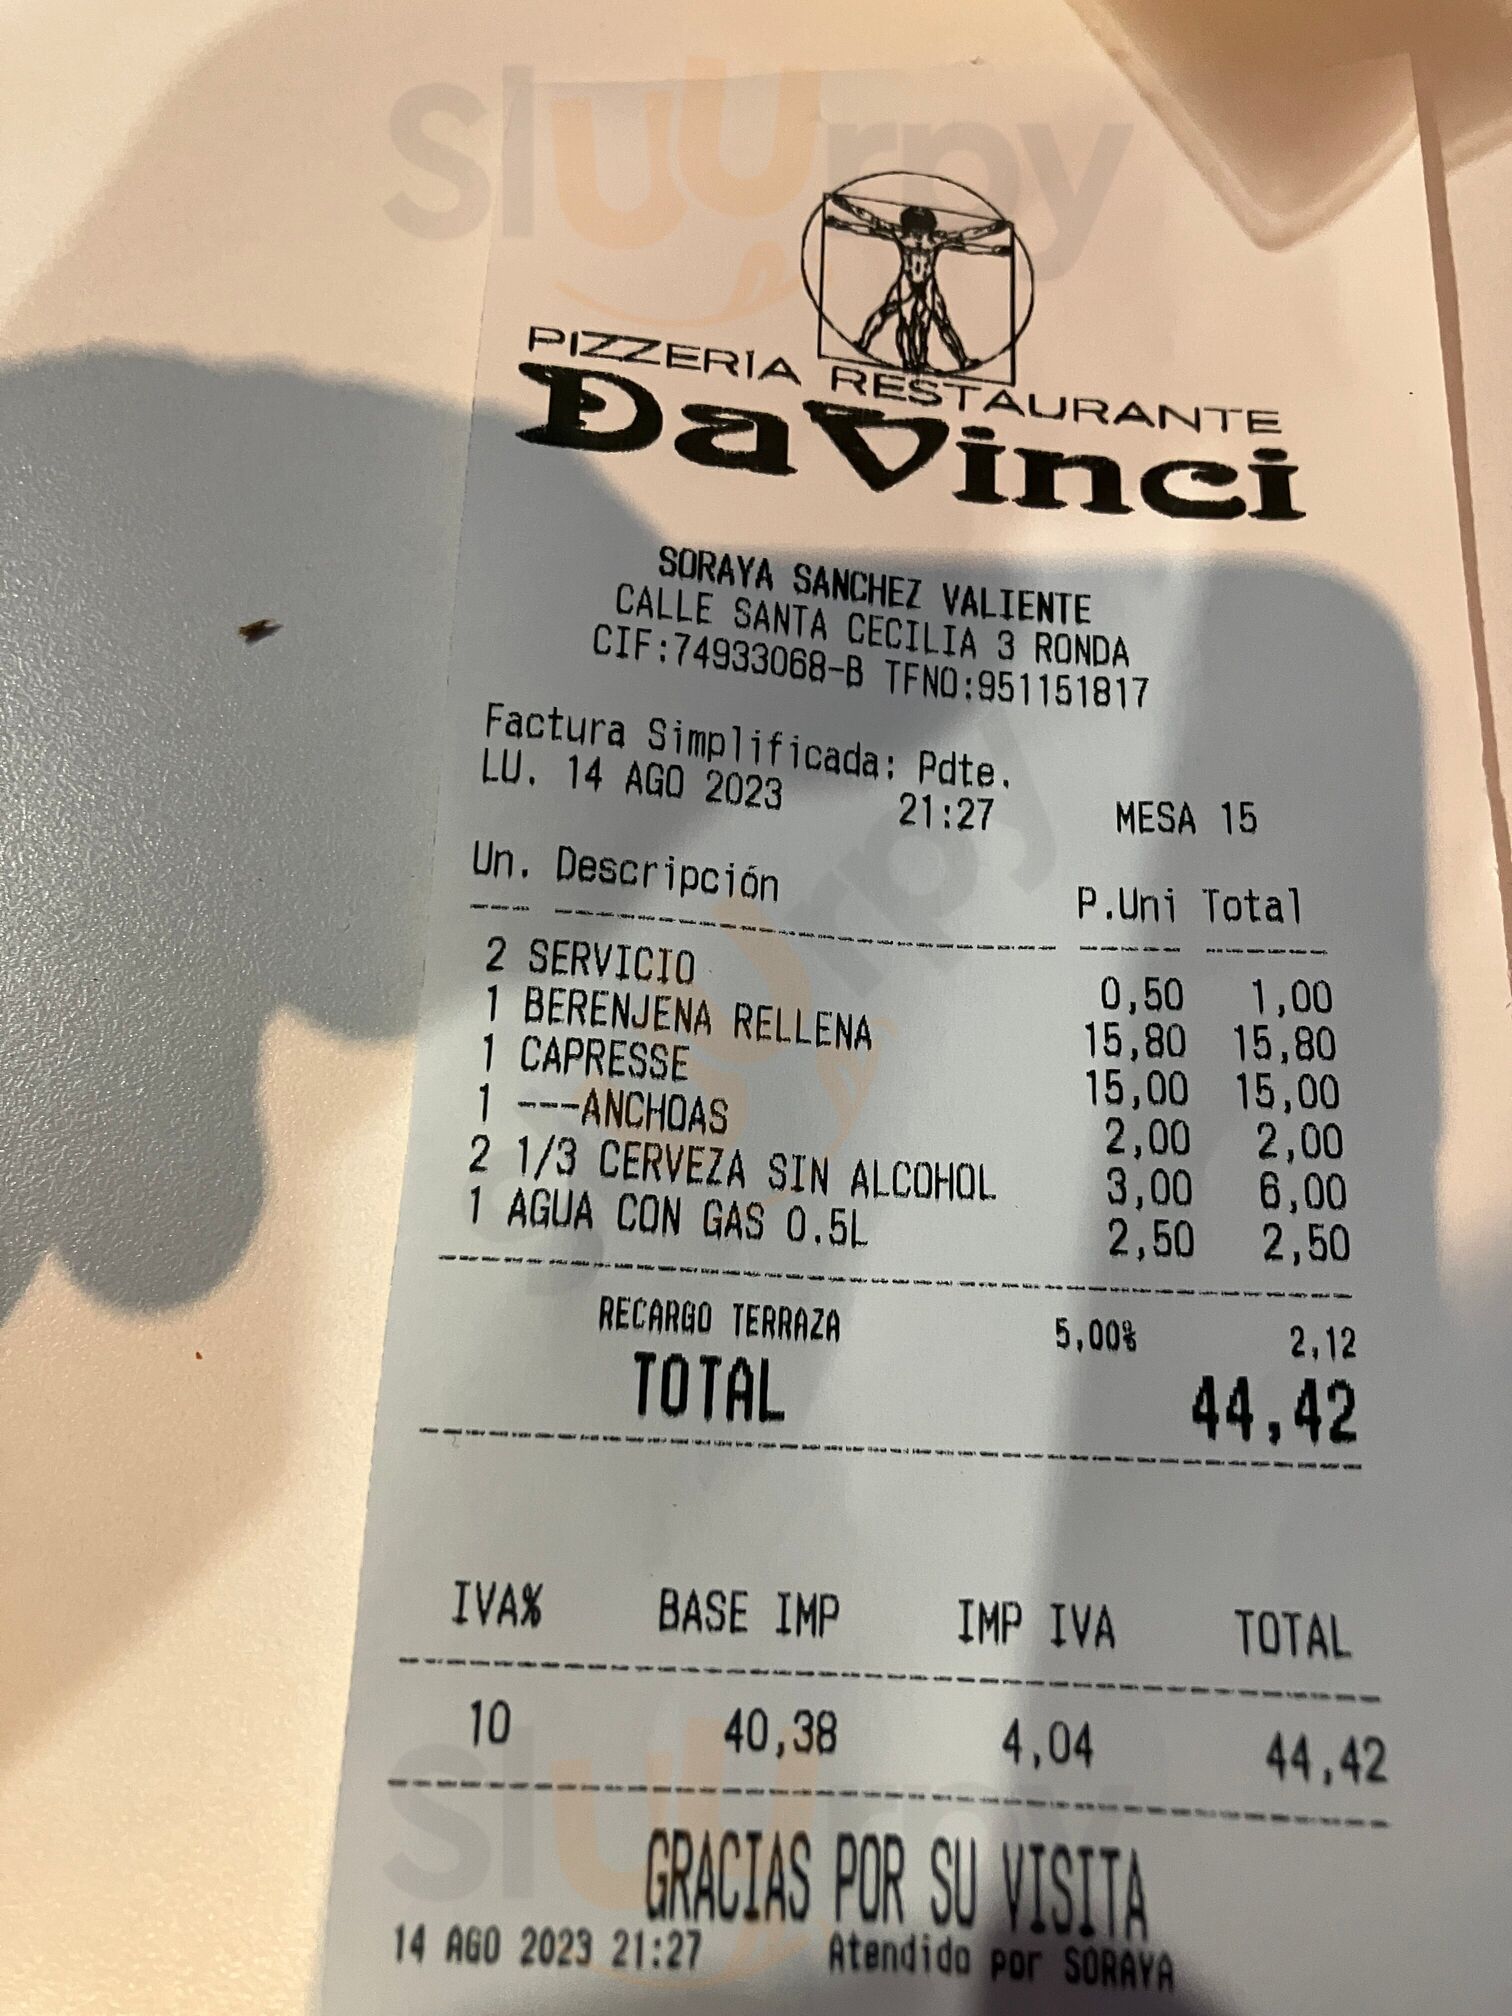 Sluurpy
PIZZERIA RESTAURANTE
DaVinci
SORAYA SANCHEZ VALIENTE
CALLE SANTA CECILIA 3 RONDA
CIF:74933068-B TFNO:951151817
Factura Simplificada: Pdte.
LU. 14 AGO 2023 21:27 MESA 15
Un. Descripción P.Uni Total
2 SERVICIO 0,50 1,00
1 BERENJENA RELLENA 15,80 15,80
1 CAPRESSE 15,00 15,00
1 ---ANCHOAS 2,00 2,00
2 1/3 CERVEZA SIN ALCOHOL 3,00 6,00
1 AGUA CON GAS 0.5L 2,50 2,50
Sluurpy
RECARGO TERRAZA 5,00% 2,12
TOTAL 44,42
IVA% BASE IMP IMP IVA TOTAL
10 40,38 4,04 44,42
Sluurpy
GRACIAS POR SU VISITA
14 AGO 2023 21:27 Atendido por SORAYA